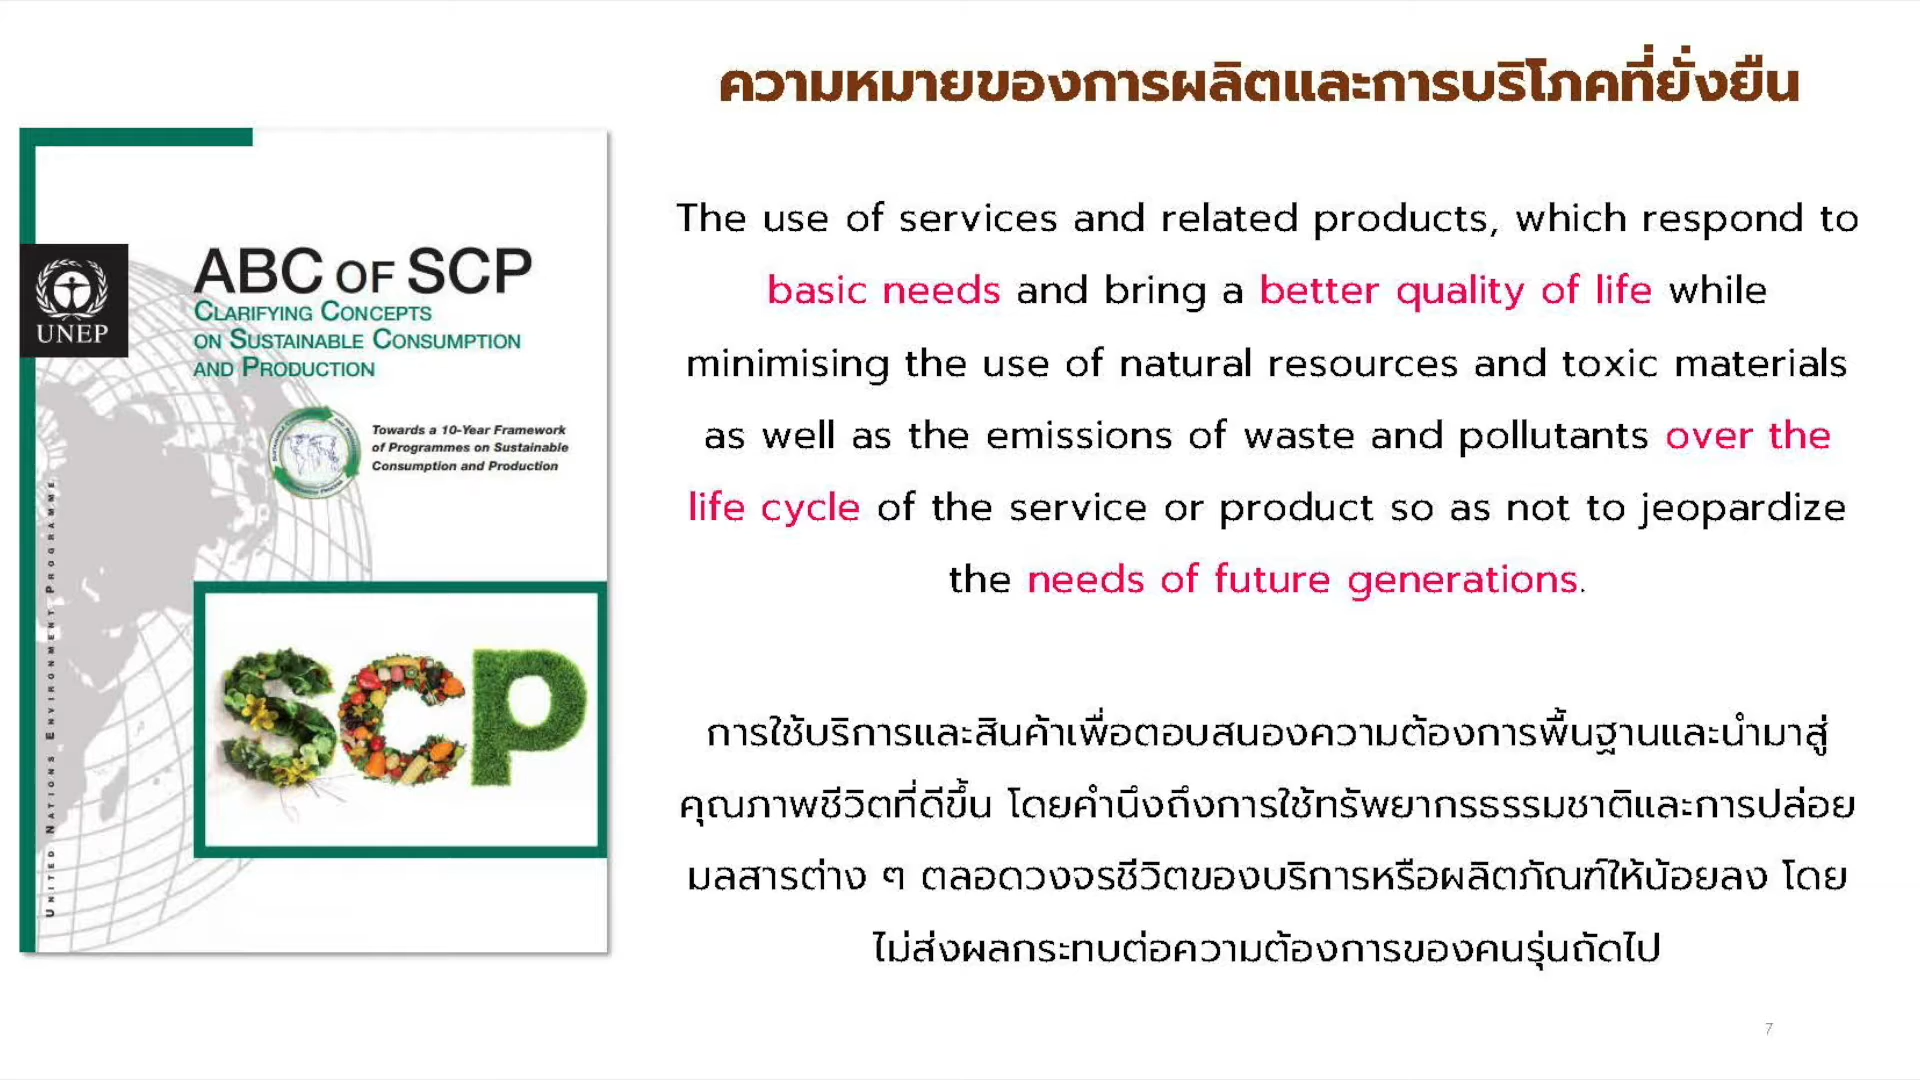 ความหมายของการผลิตและการบริโภคที่ยั่งยืน
UNEP
ABC OF SCP
CLARIFYING CONCEPTS
ON SUSTAINABLE CONSUMPTION
AND PRODUCTION
Towards a 10-Year Framework
of Programmes on Sustainable
Consumption and Production
UNITED NATIONS ENVIRONMENT PROGRAMME
SCP
The use of services and related products, which respond to
basic needs and bring a better quality of life while
minimising the use of natural resources and toxic materials
as well as the emissions of waste and pollutants over the
life cycle of the service or product so as not to jeopardize
the needs of future generations.
การใช้บริการและสินค้าเพื่อตอบสนองความต้องการพื้นฐานและนำมาสู่
คุณภาพชีวิตที่ดีขึ้น โดยคำนึงถึงการใช้ทรัพยากรธรรมชาติและการปล่อย
มลสารต่าง ๆ ตลอดวงจรชีวิตของบริการหรือผลิตภัณฑ์ให้น้อยลง โดย
ไม่ส่งผลกระทบต่อความต้องการของคนรุ่นถัดไป
7